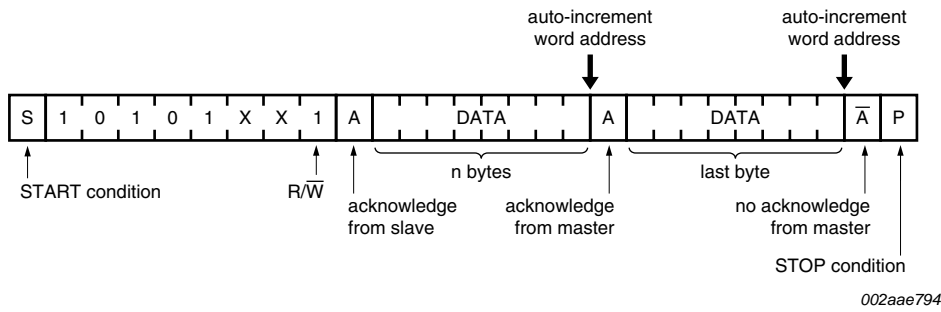 auto-increment
word address
auto-increment
word address
S 1 0 1 0 1 X X 1 A DATA A DATA A̅ P
n bytes
last byte
START condition
R/W̅
acknowledge
from slave
acknowledge
from master
no acknowledge
from master
STOP condition
002aae794